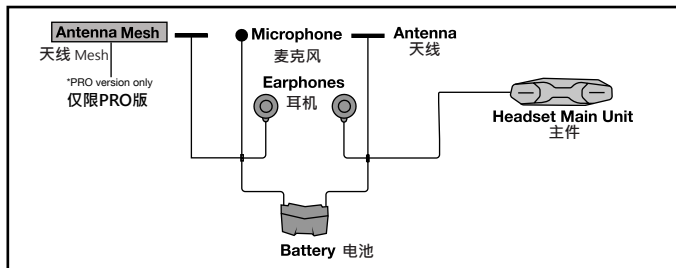 Antenna Mesh
天线 Mesh
*PRO version only
仅限PRO版
Microphone
麦克风
Antenna
天线
Earphones
耳机
Headset Main Unit
主件
Battery 电池